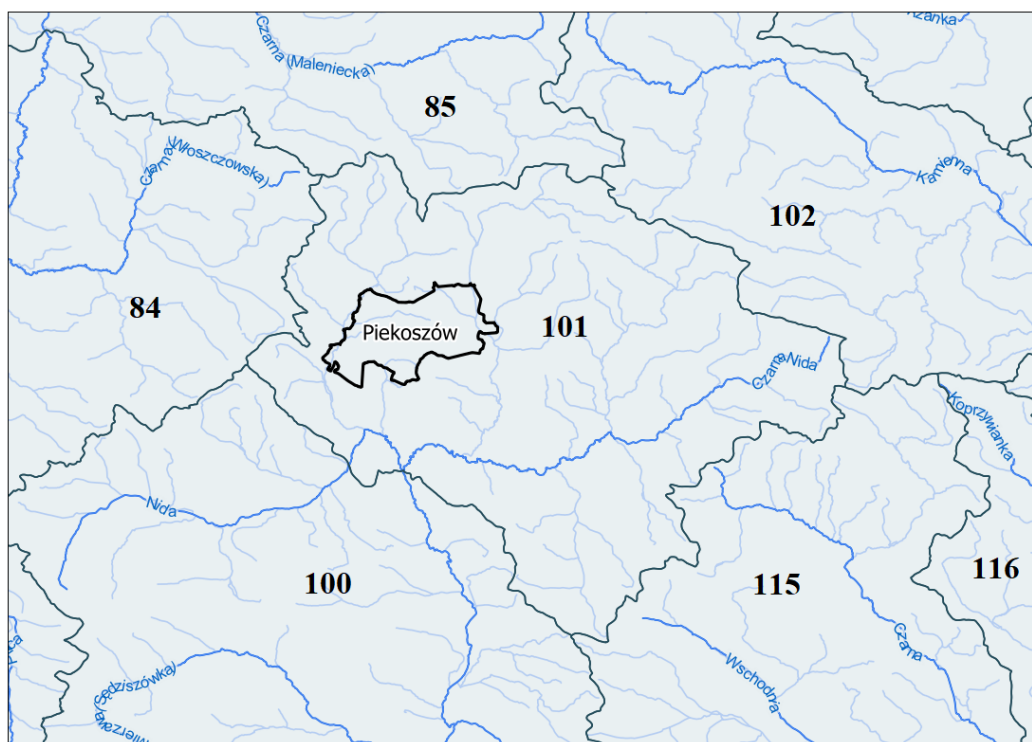 Czarna (Maleniecka)
85
Czarna
(Włoszczowska)
Kamienna
102
84
Piekoszów
101
Czarna Nida
Koprzywianka
Nida
100
115
116
Czarna
Wschodnia
(Sędziszówka)